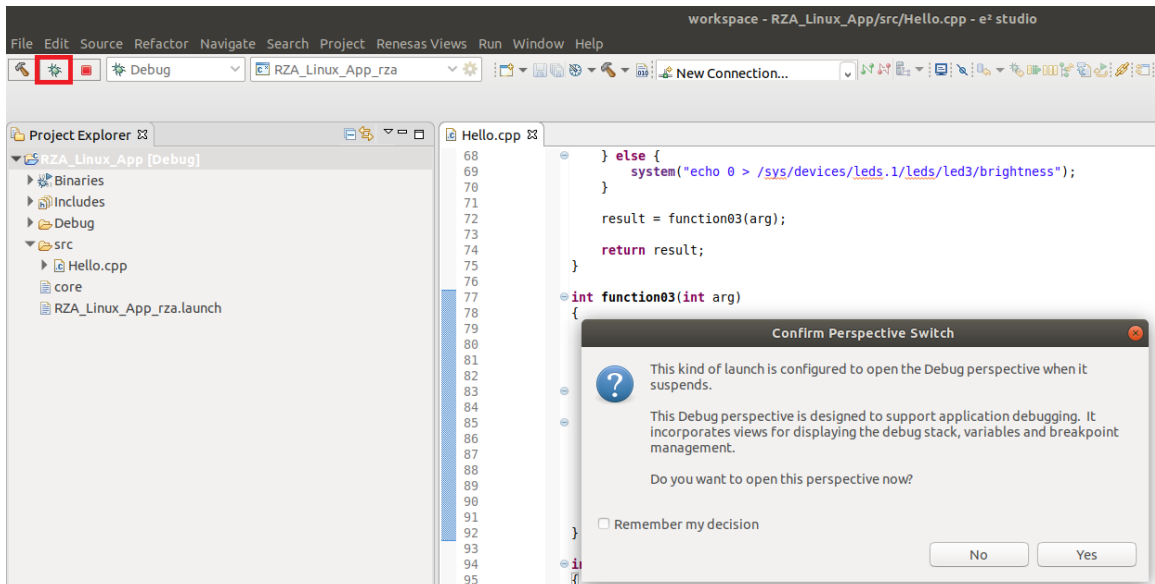 workspace - RZA_Linux_App/src/Hello.cpp - e² studio
File Edit Source Refactor Navigate Search Project Renesas Views Run Window Help
Debug RZA_Linux_App_rza New Connection...
Project Explorer
Hello.cpp
RZA_Linux_App [Debug]
Binaries
Includes
Debug
src
Hello.cpp
core
RZA_Linux_App_rza.launch
68 } else {
69 system("echo 0 > /sys/devices/leds.1/leds/led3/brightness");
70 }
71
72 result = function03(arg);
73
74 return result;
75 }
76
77 int function03(int arg)
78 {
79
80
81
82
83
84
85
86
87
88
89
90
91
92 }
93
94
95 {
Confirm Perspective Switch
This kind of launch is configured to open the Debug perspective when it
suspends.
This Debug perspective is designed to support application debugging. It
incorporates views for displaying the debug stack, variables and breakpoint
management.
Do you want to open this perspective now?
Remember my decision
No Yes